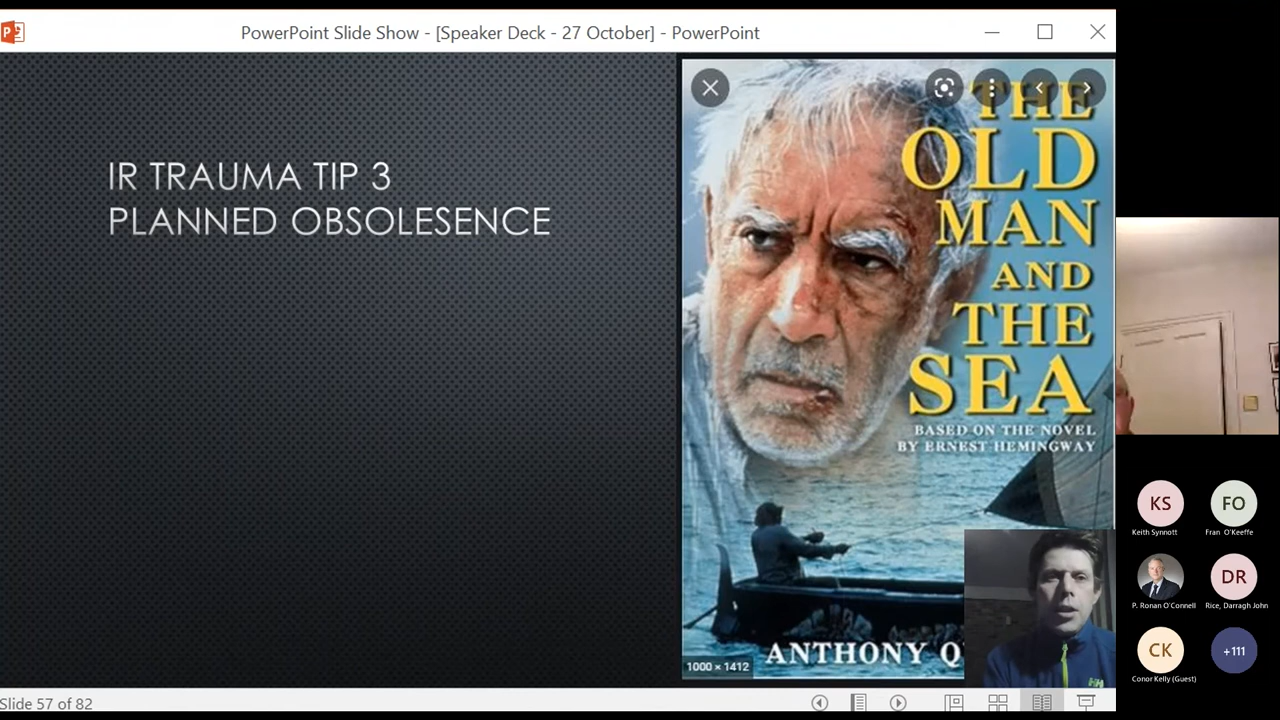 PowerPoint Slide Show - [Speaker Deck - 27 October] - PowerPoint
IR TRAUMA TIP 3
PLANNED OBSOLESENCE
THE
OLD
MAN
AND
THE
SEA
BASED ON THE NOVEL
BY ERNEST HEMINGWAY
ANTHONY Q
1000 × 1412
HH
KS
Keith Synnott
FO
Fran O'Keeffe
P. Ronan O'Connell
DR
Rice, Darragh John
CK
Conor Kelly (Guest)
+111
Slide 57 of 82